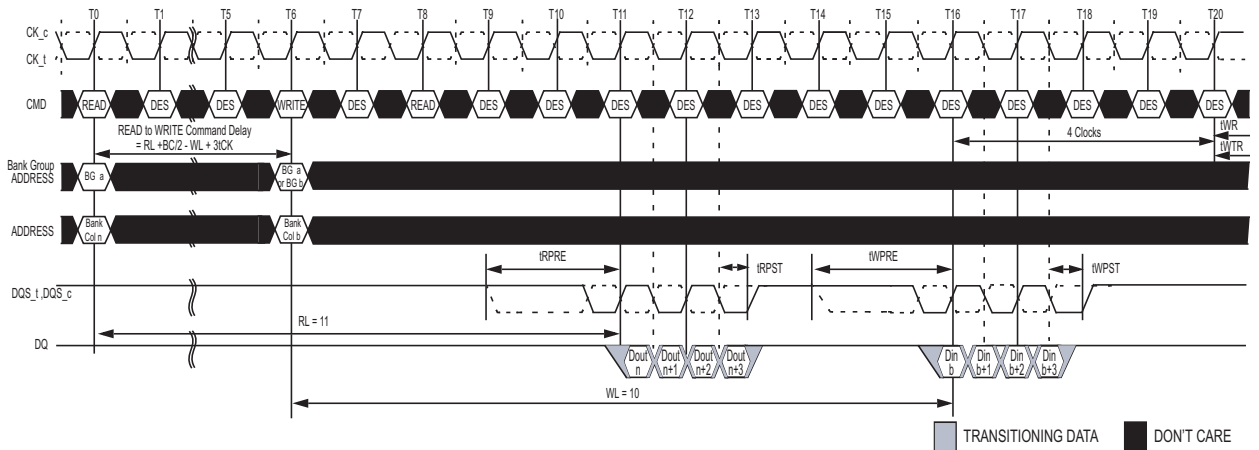 T0 T1 T5 T6 T7 T8 T9 T10 T11 T12 T13 T14 T15 T16 T17 T18 T19 T20
CK_c
CK_t
CMD READ DES DES WRITE DES READ DES DES DES DES DES DES DES DES DES DES DES DES
READ to WRITE Command Delay
= RL +BC/2 - WL + 3tCK
4 Clocks
tWR
tWTR
Bank Group
ADDRESS
BG a
BG a
or BG b
ADDRESS
Bank
Col n
Bank
Col b
tRPRE tRPST tWPRE tWPST
DQS_t ,DQS_c
RL = 11
DQ
Dout
n
Dout
n+1
Dout
n+2
Dout
n+3
Din
b
Din
b+1
Din
b+2
Din
b+3
WL = 10
TRANSITIONING DATA DON'T CARE